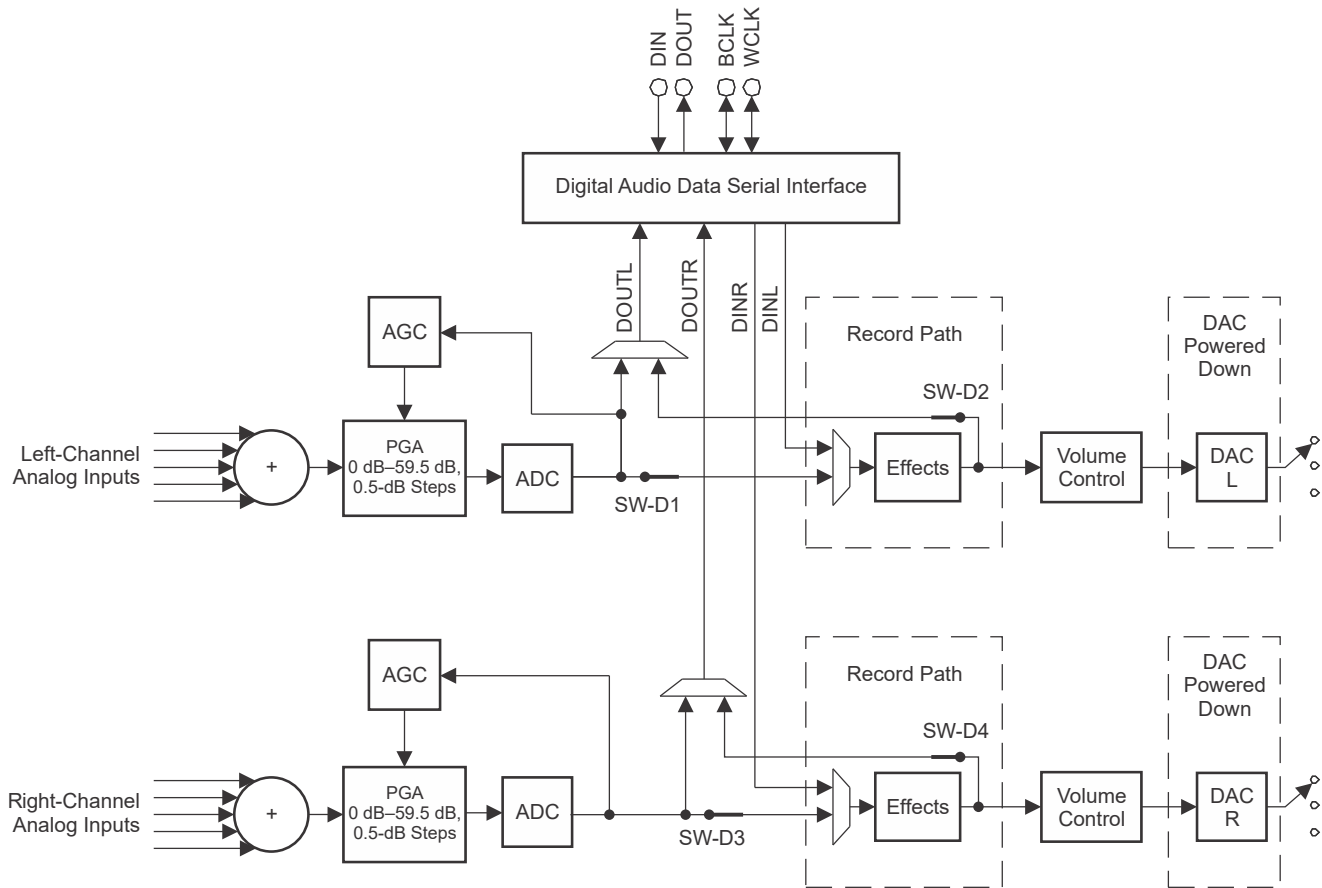 DIN
DOUT
BCLK
WCLK
Digital Audio Data Serial Interface
DOUTL
DOUTR
DINR
DINL
AGC
Record Path
DAC
Powered
Down
SW-D2
Left-Channel
Analog Inputs
+
PGA
0 dB–59.5 dB,
0.5-dB Steps
ADC
SW-D1
Effects
Volume
Control
DAC
L
AGC
Record Path
DAC
Powered
Down
SW-D4
Right-Channel
Analog Inputs
+
PGA
0 dB–59.5 dB,
0.5-dB Steps
ADC
SW-D3
Effects
Volume
Control
DAC
R